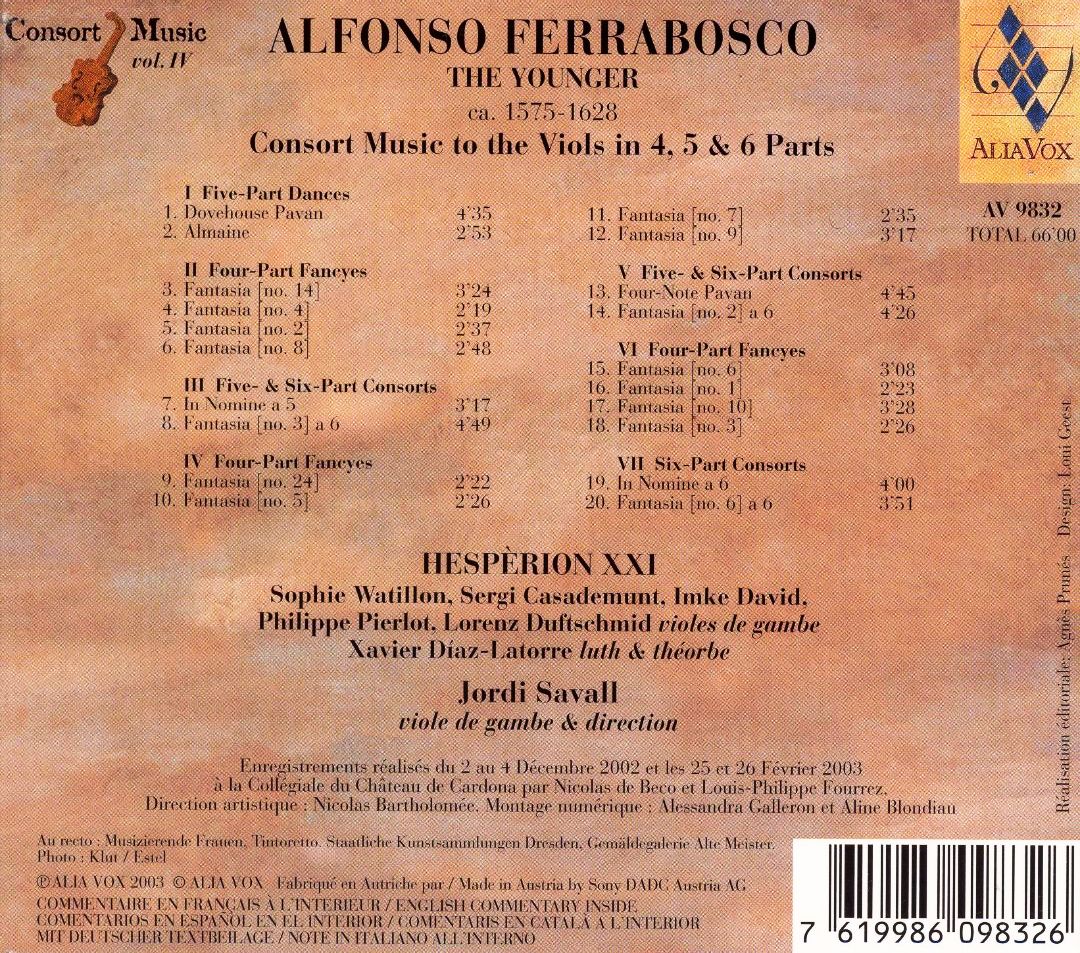 Consort Music
vol. IV
ALFONSO FERRABOSCO
THE YOUNGER
ca. 1575-1628
Consort Music to the Viols in 4, 5 & 6 Parts
ALIAVOX
AV 9832
TOTAL 66'00
I Five-Part Dances
1. Dovehouse Pavan 4'35
2. Almaine 2'53
II Four-Part Fancyes
3. Fantasia [no. 14] 3'24
4. Fantasia [no. 4] 2'19
5. Fantasia [no. 2] 2'37
6. Fantasia [no. 8] 2'48
III Five- & Six-Part Consorts
7. In Nomine a 5 3'17
8. Fantasia [no. 3] a 6 4'49
IV Four-Part Fancyes
9. Fantasia [no. 24] 2'22
10. Fantasia [no. 5] 2'26
11. Fantasia [no. 7] 2'35
12. Fantasia [no. 9] 3'17
V Five- & Six-Part Consorts
13. Four-Note Pavan 4'45
14. Fantasia [no. 2] a 6 4'26
VI Four-Part Fancyes
15. Fantasia [no. 6] 3'08
16. Fantasia [no. 1] 2'23
17. Fantasia [no. 10] 3'28
18. Fantasia [no. 3] 2'26
VII Six-Part Consorts
19. In Nomine a 6 4'00
20. Fantasia [no. 6] a 6 3'51
HESPÈRION XXI
Sophie Watillon, Sergi Casademunt, Imke David,
Philippe Pierlot, Lorenz Duftschmid violes de gambe
Xavier Díaz-Latorre luth & théorbe
Jordi Savall
viole de gambe & direction
Enregistrements réalisés du 2 au 4 Décembre 2002 et les 25 et 26 Février 2003
à la Collégiale du Château de Cardona par Nicolas de Beco et Louis-Philippe Fourrez.
Direction artistique : Nicolas Bartholomée, Montage numérique : Alessandra Galleron et Aline Blondiau
Au recto : Musizierende Frauen, Tintoretto. Staatliche Kunstsammlungen Dresden, Gemäldegalerie Alte Meister.
Photo : Klut / Estel
℗ALIA VOX 2003 © ALIA VOX Fabriqué en Autriche par / Made in Austria by Sony DADC Austria AG
COMMENTAIRE EN FRANÇAIS À L'INTERIEUR / ENGLISH COMMENTARY INSIDE
COMENTARIOS EN ESPAÑOL EN EL INTERIOR / COMENTARIS EN CATALÀ A L'INTERIOR
MIT DEUTSCHER TEXTBEILAGE / NOTE IN ITALIANO ALL'INTERNO
Réalisation éditoriale: Agnès Prunés Design: Loui Geest
7 619986 098326